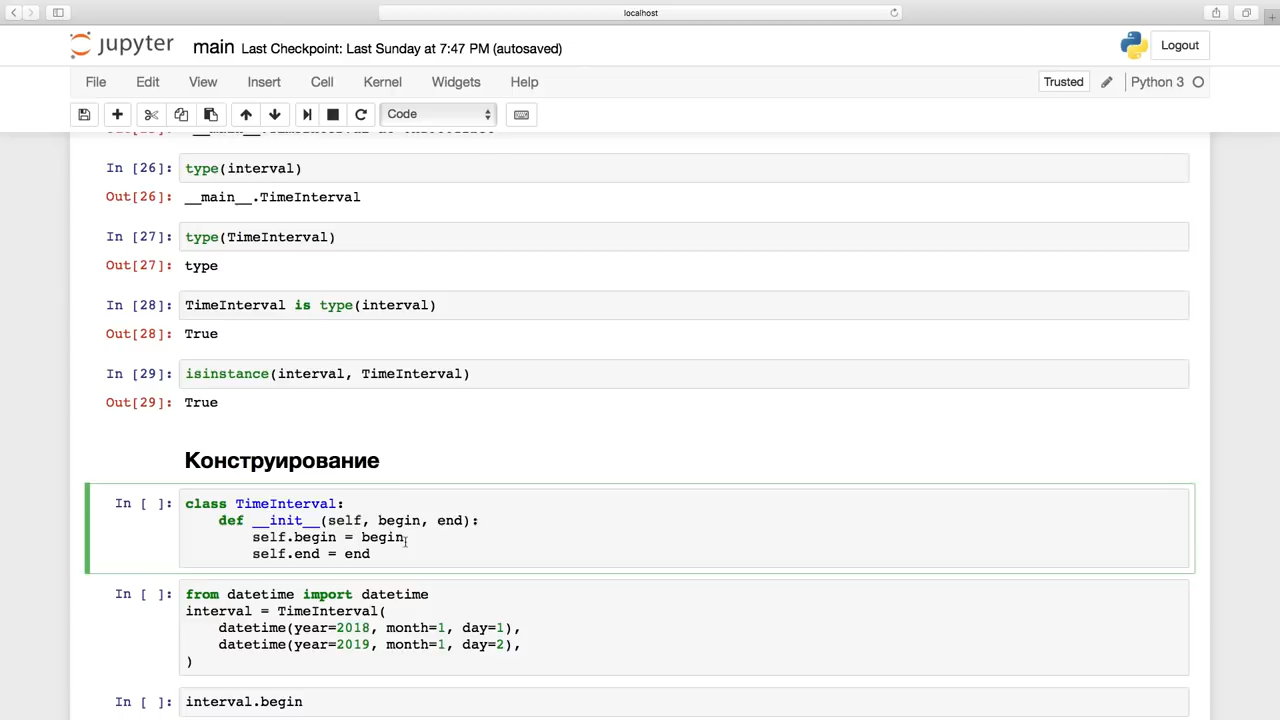 localhost
jupyter main Last Checkpoint: Last Sunday at 7:47 PM (autosaved) Logout
File Edit View Insert Cell Kernel Widgets Help Trusted Python 3
Code
In [26]: type(interval)
Out[26]: __main__.TimeInterval
In [27]: type(TimeInterval)
Out[27]: type
In [28]: TimeInterval is type(interval)
Out[28]: True
In [29]: isinstance(interval, TimeInterval)
Out[29]: True
Конструирование
In [ ]: class TimeInterval:
def __init__(self, begin, end):
self.begin = begin
self.end = end
In [ ]: from datetime import datetime
interval = TimeInterval(
datetime(year=2018, month=1, day=1),
datetime(year=2019, month=1, day=2),
)
In [ ]: interval.begin